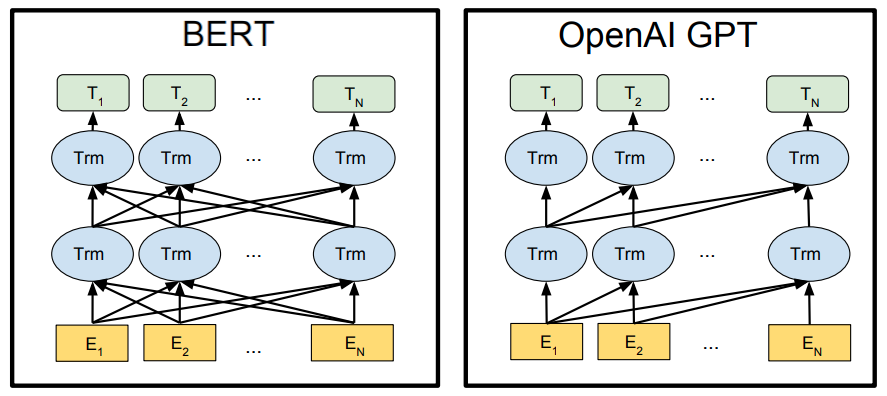 BERT
T1 T2 ... TN
Trm Trm ... Trm
Trm Trm ... Trm
E1 E2 ... EN
OpenAI GPT
T1 T2 ... TN
Trm Trm ... Trm
Trm Trm ... Trm
E1 E2 ... EN